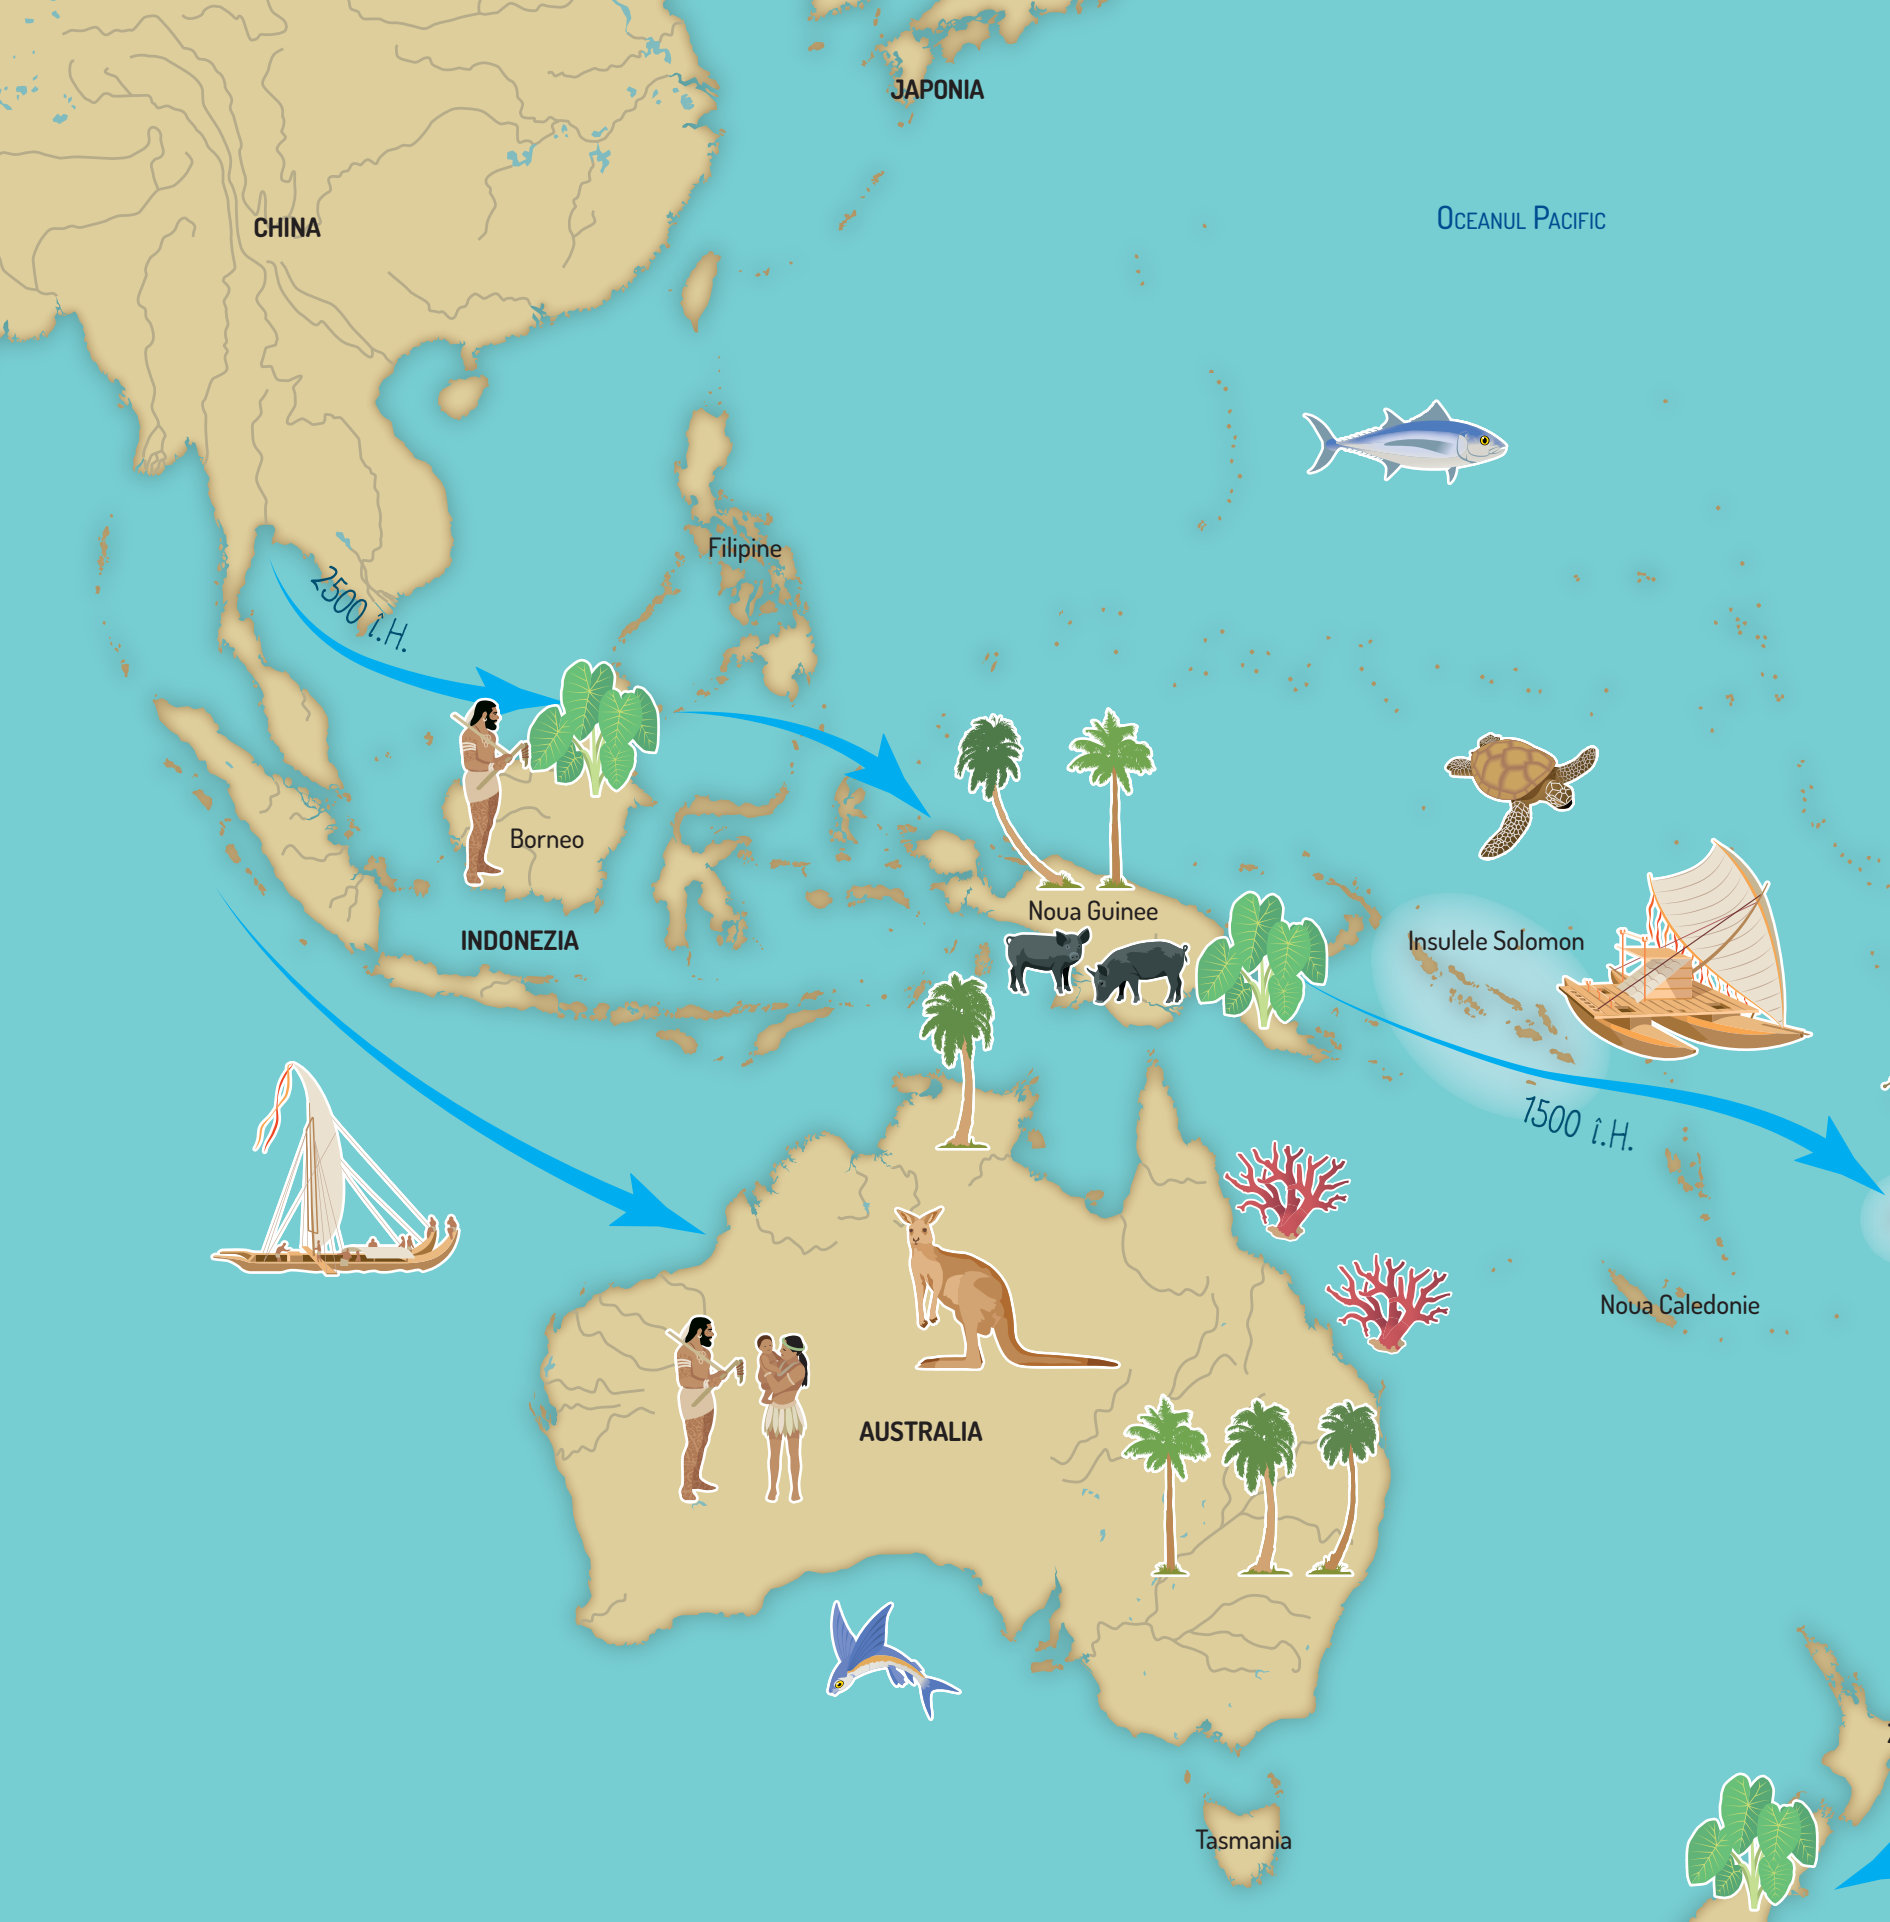 JAPONIA
CHINA
Oceanul Pacific
Filipine
2500 î.H.
Borneo
Noua Guinee
INDONEZIA
Insulele Solomon
1500 î.H.
Noua Caledonie
AUSTRALIA
Tasmania